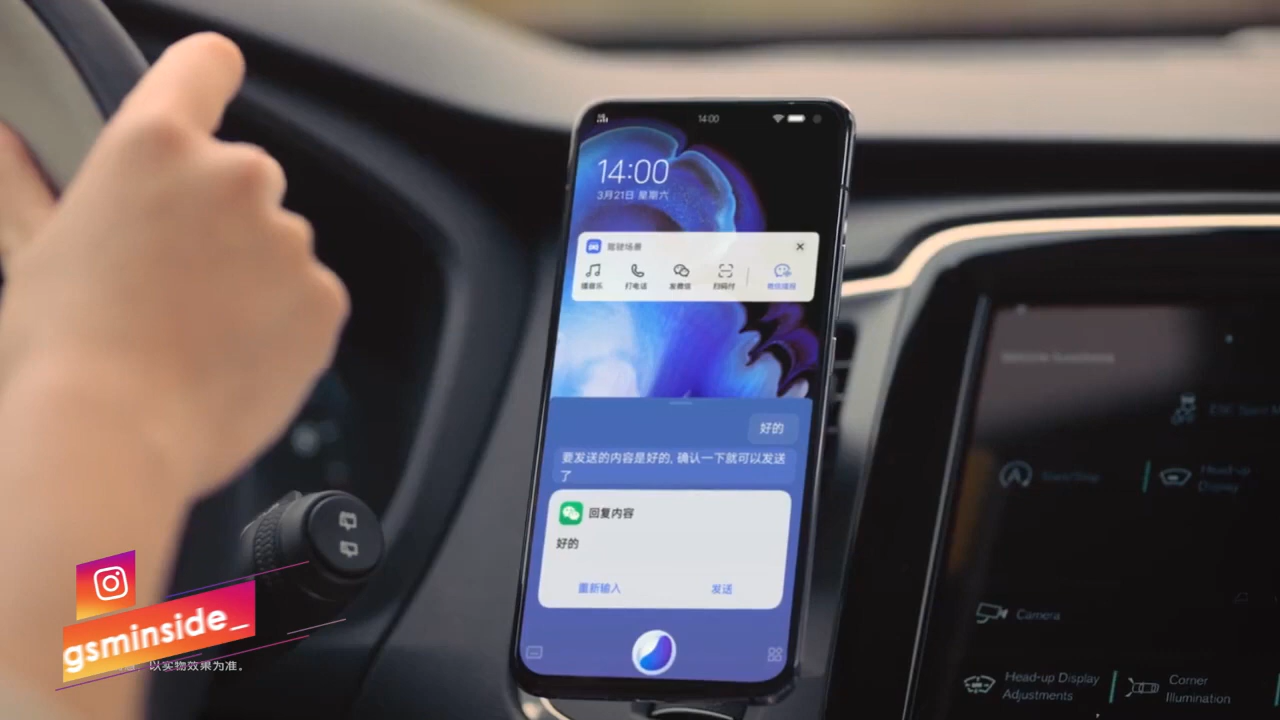 14:00
14:00
3月21日 星期六
驾驶场景
播音乐
打电话
发微信
扫码付
微信播报
好的
要发送的内容是好的, 确认一下就可以发送
了
回复内容
好的
重新输入
发送
Camera
Head-up
Display
Head-up Display
Adjustments
Corner
Illumination
gsminside_
以实物效果为准。